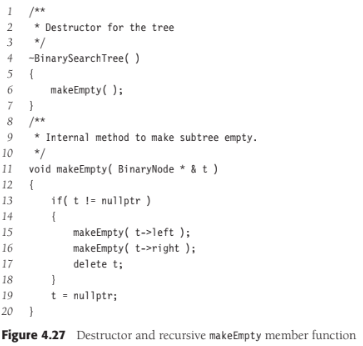 1 /**
2 * Destructor for the tree
3 */
4 ~BinarySearchTree( )
5 {
6 makeEmpty( );
7 }
8 /**
9 * Internal method to make subtree empty.
10 */
11 void makeEmpty( BinaryNode * & t )
12 {
13 if( t != nullptr )
14 {
15 makeEmpty( t->left );
16 makeEmpty( t->right );
17 delete t;
18 }
19 t = nullptr;
20 }
Figure 4.27 Destructor and recursive makeEmpty member function